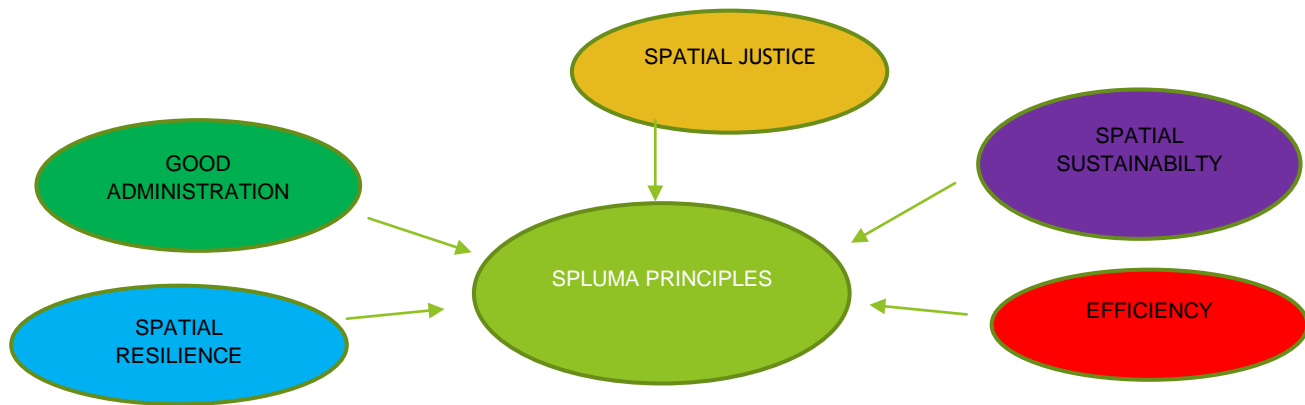 SPATIAL JUSTICE
SPATIAL
SUSTAINABILTY
GOOD
ADMINISTRATION
SPLUMA PRINCIPLES
EFFICIENCY
SPATIAL
RESILIENCE